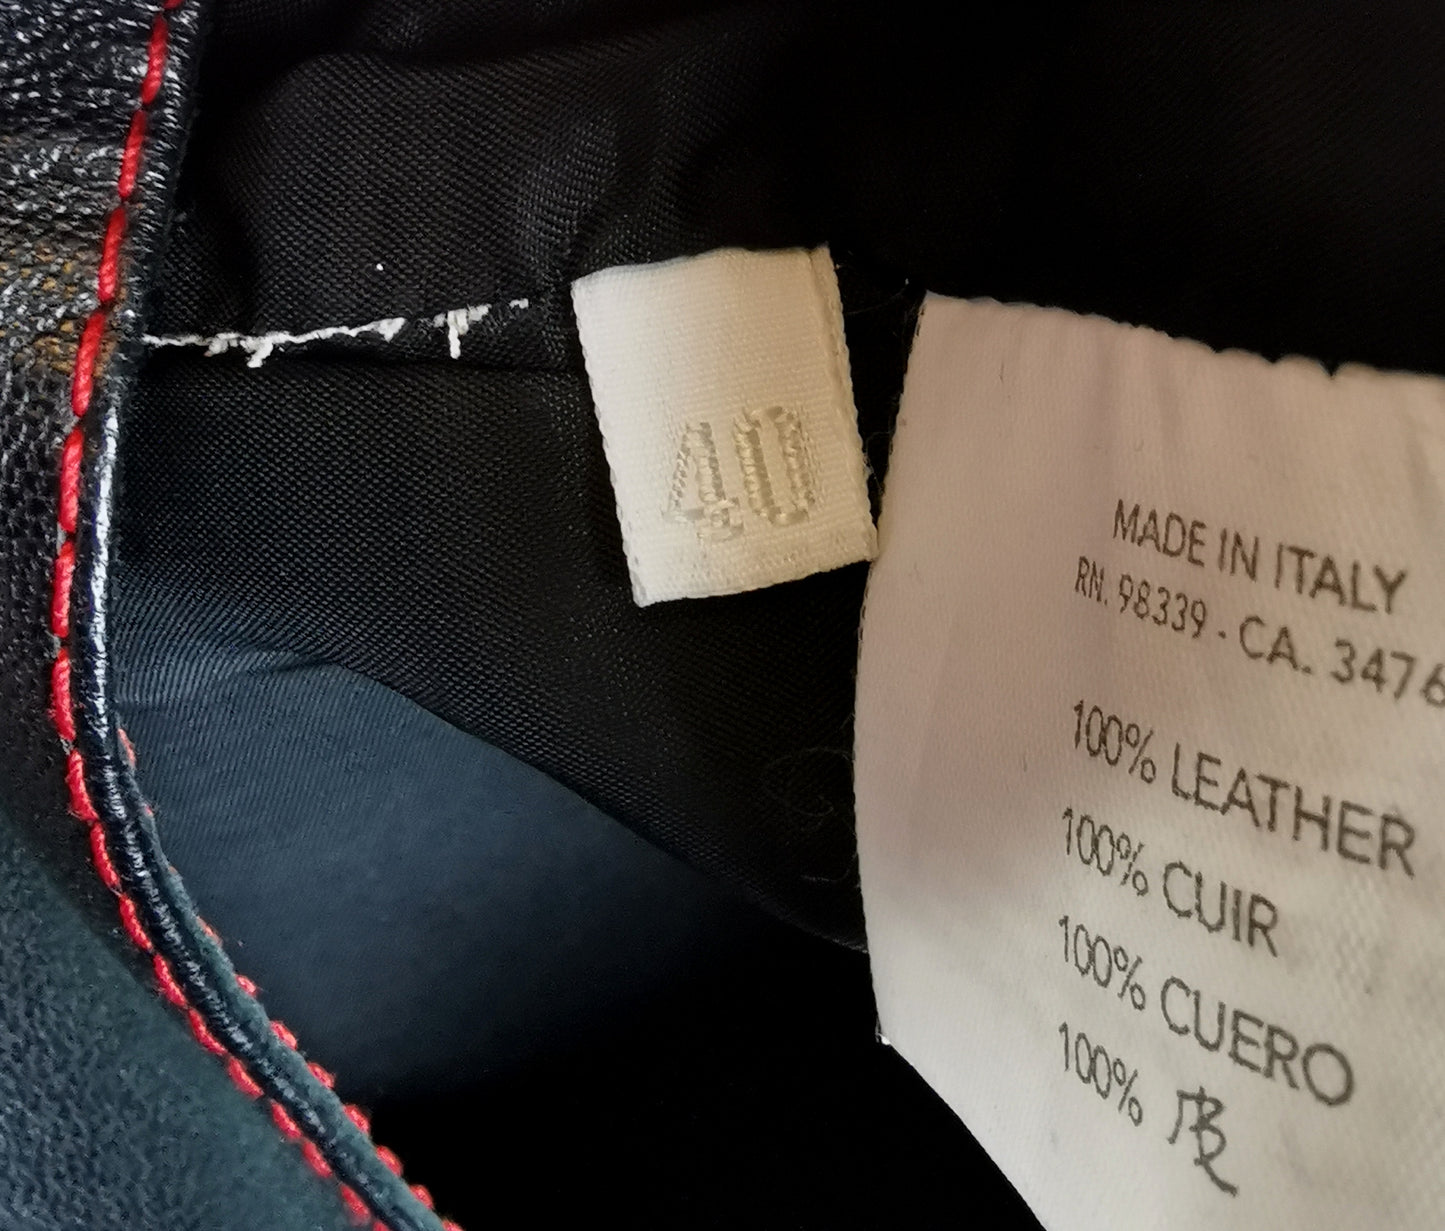 40
MADE IN ITALY
RN. 98339 - CA. 3476
100% LEATHER
100% CUIR
100% CUERO
100% 皮